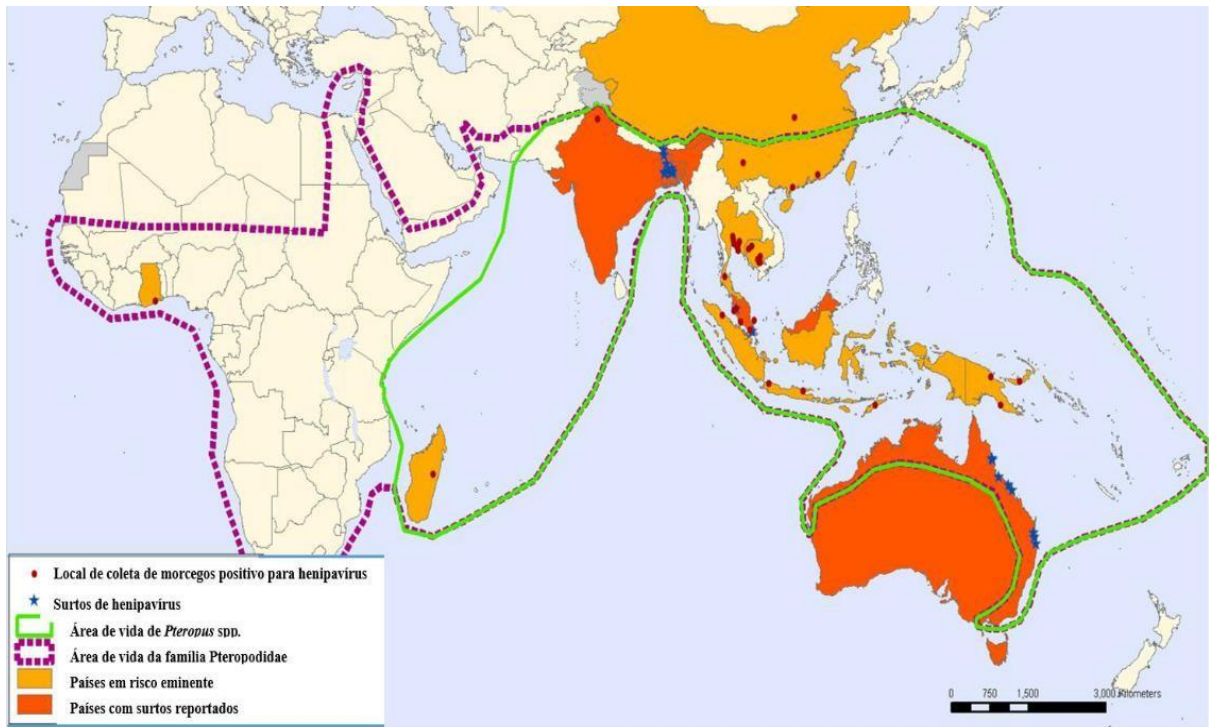 Local de coleta de morcegos positivo para henipavírus
Surtos de henipavírus
Área de vida de Pteropus spp.
Área de vida da família Pteropodidae
Países em risco eminente
Países com surtos reportados
0 750 1,500 3,000 Kilometers